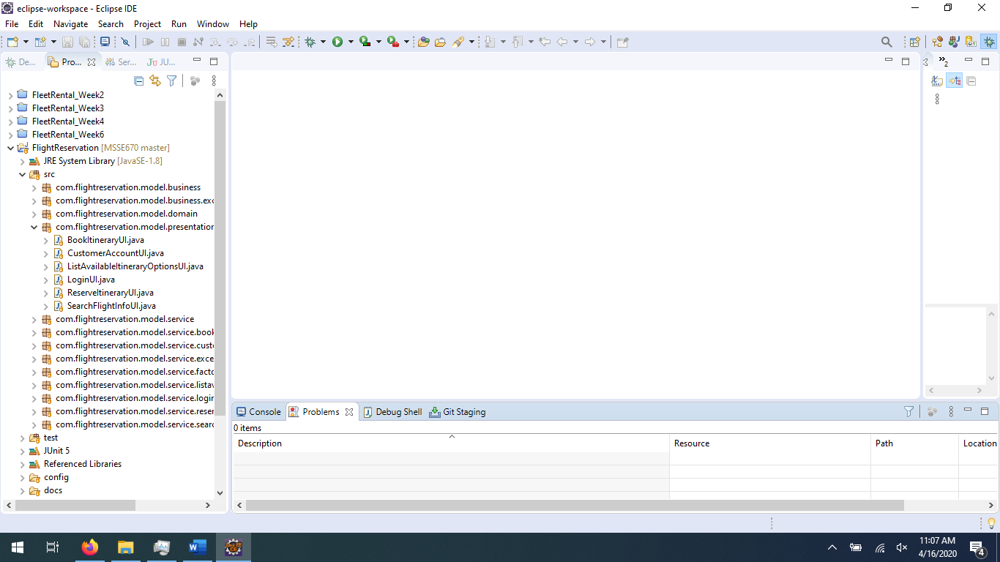 eclipse-workspace - Eclipse IDE
File Edit Navigate Search Project Run Window Help
De... Pro... Ser... JU JU... 2
FleetRental_Week2
FleetRental_Week3
FleetRental_Week4
FleetRental_Week6
FlightReservation [MSSE670 master]
JRE System Library [JavaSE-1.8]
src
com.flightreservation.model.business
com.flightreservation.model.business.exc
com.flightreservation.model.domain
com.flightreservation.model.presentation
BookItineraryUI.java
CustomerAccountUI.java
ListAvailableItineraryOptionsUI.java
LoginUI.java
ReserveItineraryUI.java
SearchFlightInfoUI.java
com.flightreservation.model.service
com.flightreservation.model.service.book
com.flightreservation.model.service.custo
com.flightreservation.model.service.exce
com.flightreservation.model.service.facto
com.flightreservation.model.service.listav
com.flightreservation.model.service.login
com.flightreservation.model.service.reser
com.flightreservation.model.service.searc
test
JUnit 5
Referenced Libraries
config
docs
Console Problems Debug Shell Git Staging
0 items
Description Resource Path Location
11:07 AM
4/16/2020
4